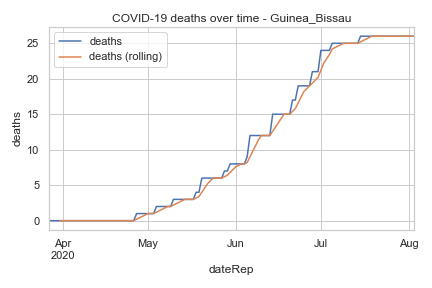 COVID-19 deaths over time - Guinea_Bissau
deaths
deaths (rolling)
25
20
15
10
5
0
deaths
Apr May Jun Jul Aug
2020
dateRep